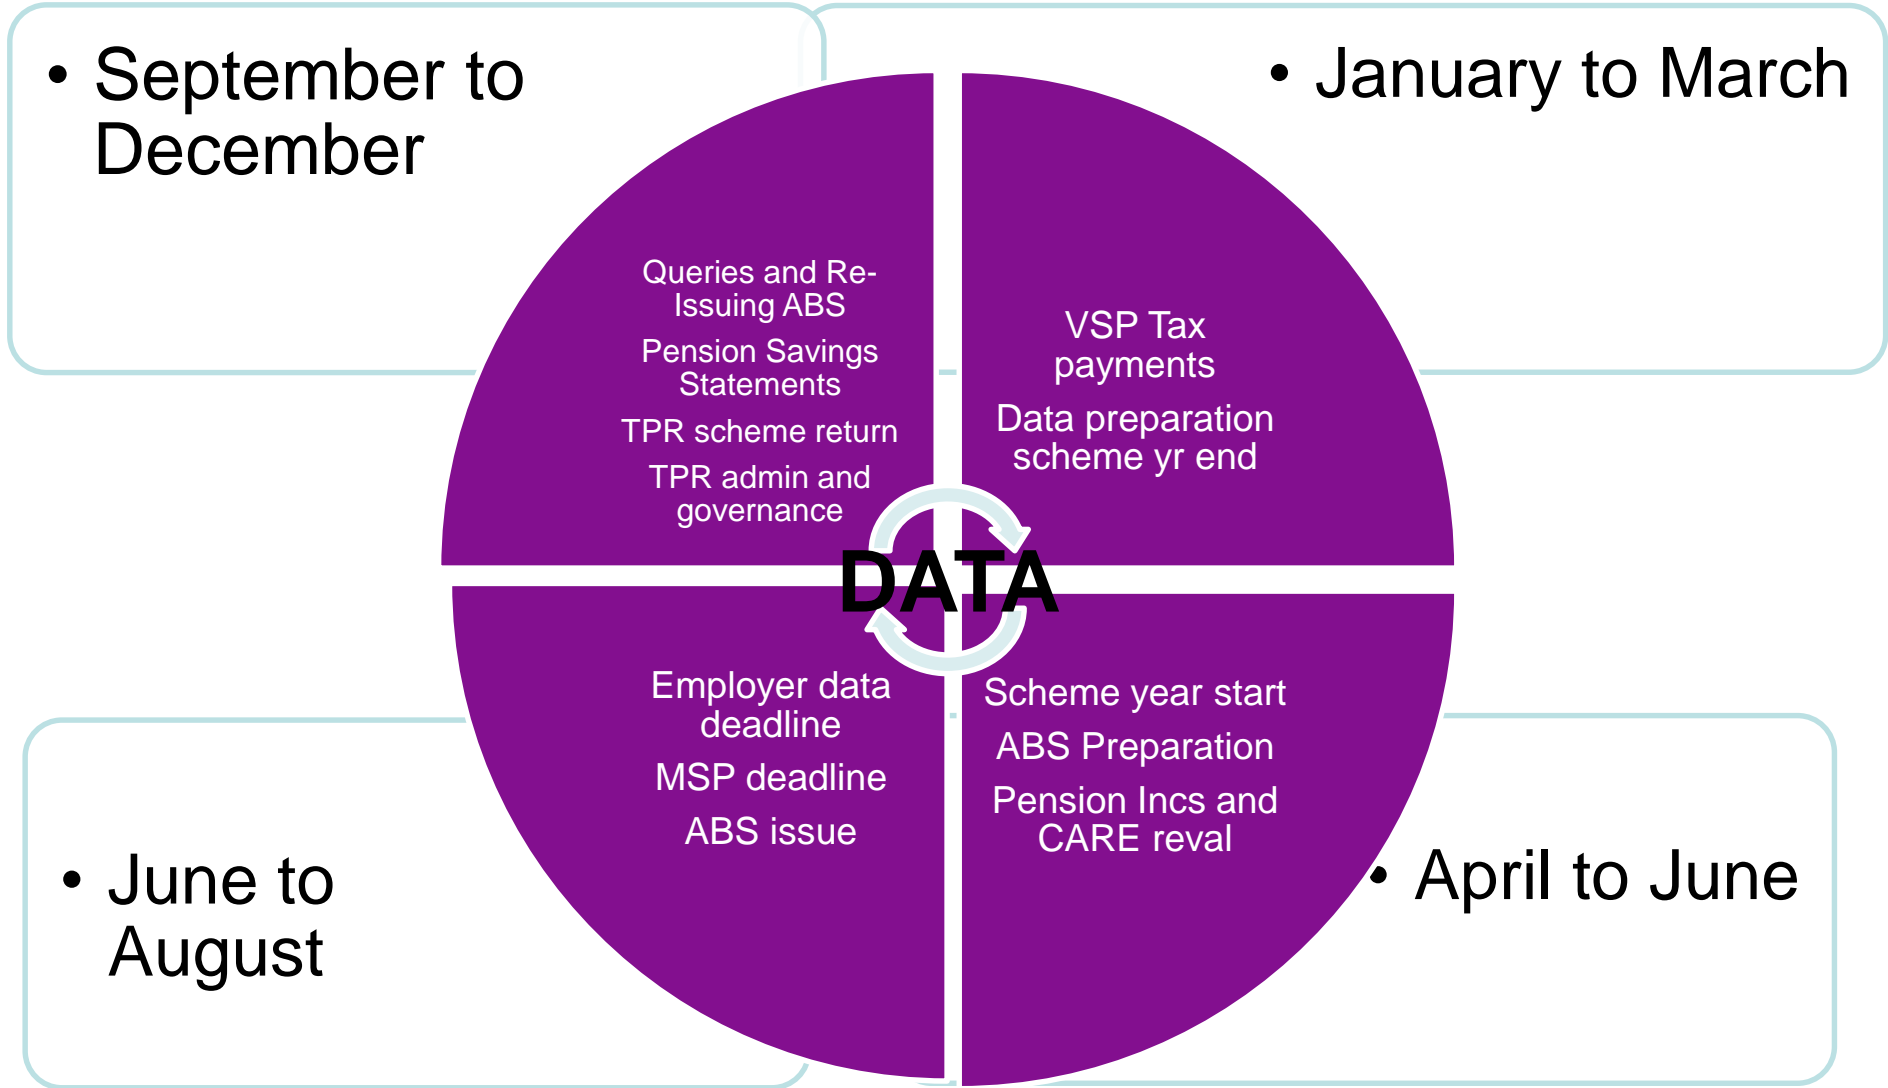 • September to
December
• January to March
Queries and Re-
Issuing ABS
Pension Savings
Statements
TPR scheme return
TPR admin and
governance
VSP Tax
payments
Data preparation
scheme yr end
DATA
Employer data
deadline
MSP deadline
ABS issue
Scheme year start
ABS Preparation
Pension Incs and
CARE reval
• June to
August
• April to June